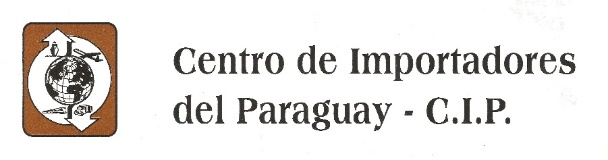 Centro de Importadores
del Paraguay - C.I.P.